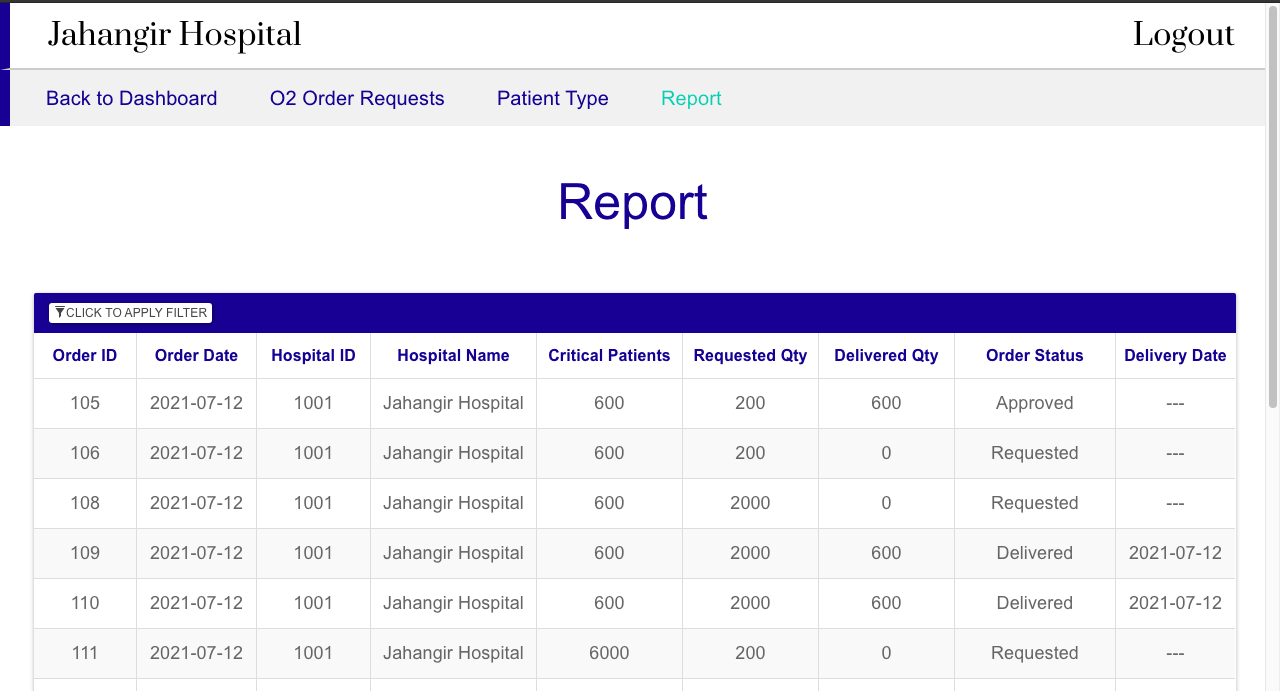 Jahangir Hospital Logout
Back to Dashboard O2 Order Requests Patient Type Report
Report
CLICK TO APPLY FILTER
Order ID Order Date Hospital ID Hospital Name Critical Patients Requested Qty Delivered Qty Order Status Delivery Date
105 2021-07-12 1001 Jahangir Hospital 600 200 600 Approved ---
106 2021-07-12 1001 Jahangir Hospital 600 200 0 Requested ---
108 2021-07-12 1001 Jahangir Hospital 600 2000 0 Requested ---
109 2021-07-12 1001 Jahangir Hospital 600 2000 600 Delivered 2021-07-12
110 2021-07-12 1001 Jahangir Hospital 600 2000 600 Delivered 2021-07-12
111 2021-07-12 1001 Jahangir Hospital 6000 200 0 Requested ---